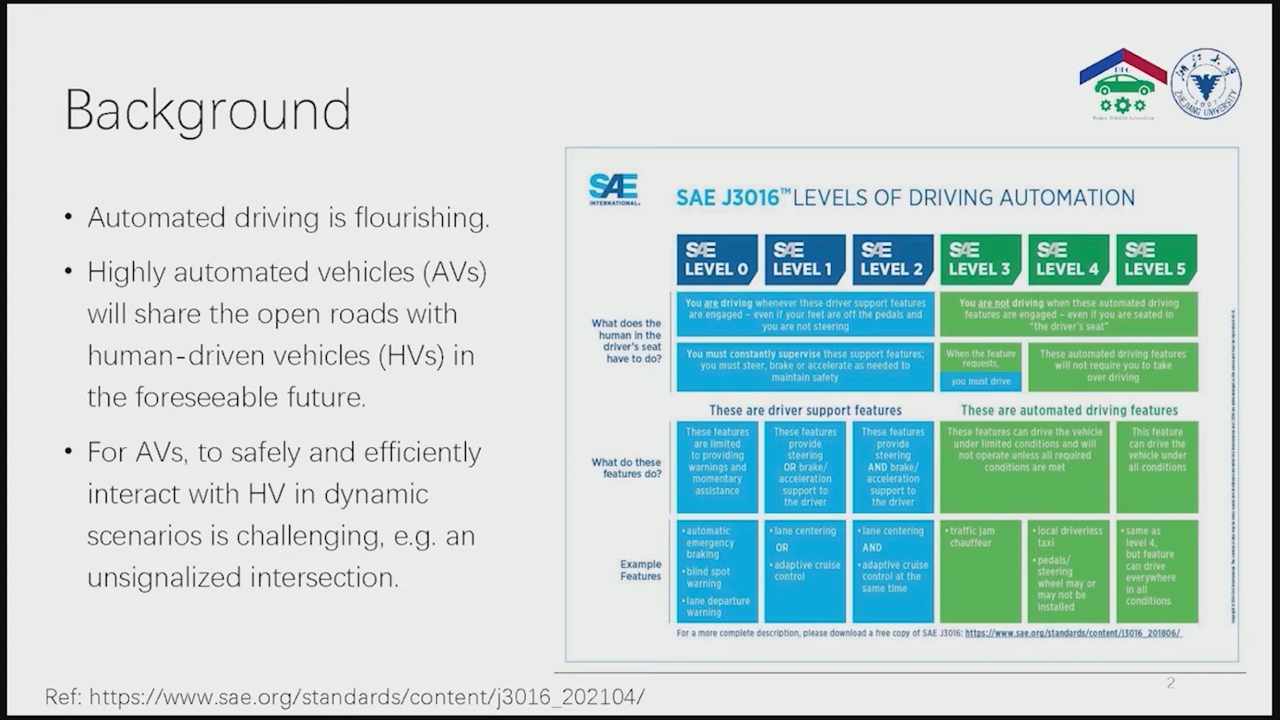 Background
• Automated driving is flourishing.
• Highly automated vehicles (AVs)
will share the open roads with
human-driven vehicles (HVs) in
the foreseeable future.
• For AVs, to safely and efficiently
interact with HV in dynamic
scenarios is challenging, e.g. an
unsignalized intersection.
ZHEJIANG UNIVERSITY
SAE
INTERNATIONAL®
SAE J3016™ LEVELS OF DRIVING AUTOMATION
SAE
LEVEL 0
SAE
LEVEL 1
SAE
LEVEL 2
SAE
LEVEL 3
SAE
LEVEL 4
SAE
LEVEL 5
What does the
human in the
driver's seat
have to do?
You are driving whenever these driver support features
are engaged – even if your feet are off the pedals and
you are not steering
You are not driving when these automated driving
features are engaged – even if you are seated in
"the driver's seat"
You must constantly supervise these support features;
you must steer, brake or accelerate as needed to
maintain safety
When the feature
requests,
you must drive
These automated driving features
will not require you to take
over driving
These are driver support features
These are automated driving features
What do these
features do?
These features
are limited
to providing
warnings and
momentary
assistance
These features
provide
steering
OR brake/
acceleration
support to
the driver
These features
provide
steering
AND brake/
acceleration
support to
the driver
These features can drive the vehicle
under limited conditions and will
not operate unless all required
conditions are met
This feature
can drive the
vehicle under
all conditions
Example
Features
• automatic
emergency
braking
• blind spot
warning
• lane departure
warning
• lane centering
OR
• adaptive cruise
control
• lane centering
AND
• adaptive cruise
control at the
same time
• traffic jam
chauffeur
• local driverless
taxi
• pedals/
steering
wheel may or
may not be
installed
• same as
level 4,
but feature
can drive
everywhere
in all
conditions
For a more complete description, please download a free copy of SAE J3016: https://www.sae.org/standards/content/j3016_201806/
Ref: https://www.sae.org/standards/content/j3016_202104/
2